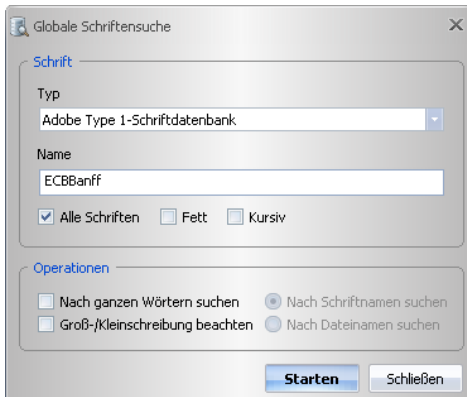 Globale Schriftensuche
Schrift
Typ
Adobe Type 1-Schriftdatenbank
Name
ECBBanff
Alle Schriften Fett Kursiv
Operationen
Nach ganzen Wörtern suchen Nach Schriftnamen suchen
Groß-/Kleinschreibung beachten Nach Dateinamen suchen
Starten Schließen